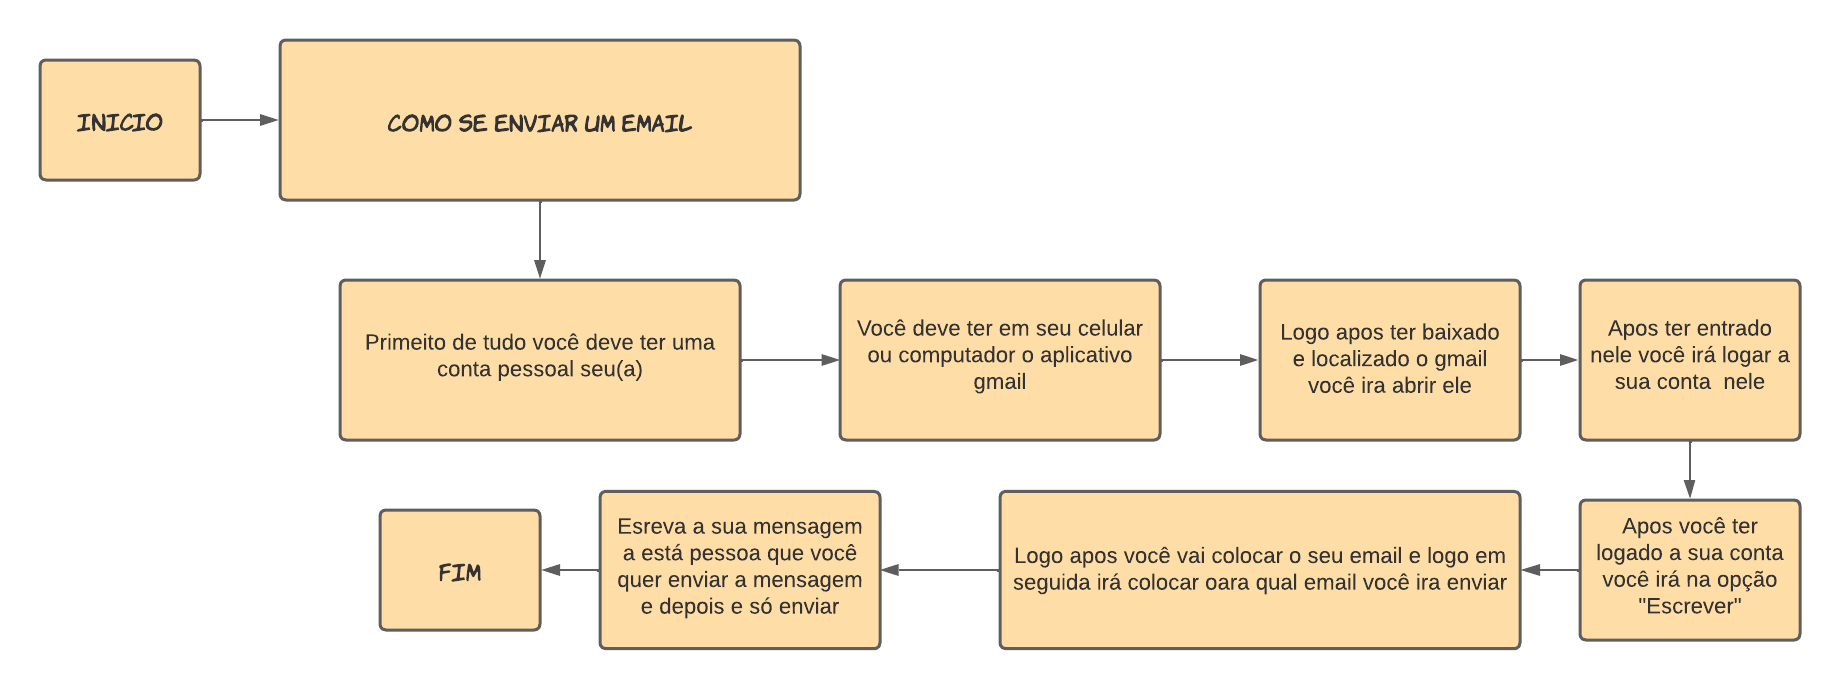 INICIO
COMO SE ENVIAR UM EMAIL
Primeito de tudo você deve ter uma
conta pessoal seu(a)
Você deve ter em seu celular
ou computador o aplicativo
gmail
Logo apos ter baixado
e localizado o gmail
você ira abrir ele
Apos ter entrado
nele você irá logar a
sua conta  nele
Apos você ter
logado a sua conta
você irá na opção
"Escrever"
Logo apos você vai colocar o seu email e logo em
seguida irá colocar oara qual email você ira enviar
Esreva a sua mensagem
a está pessoa que você
quer enviar a mensagem
e depois e só enviar
FIM